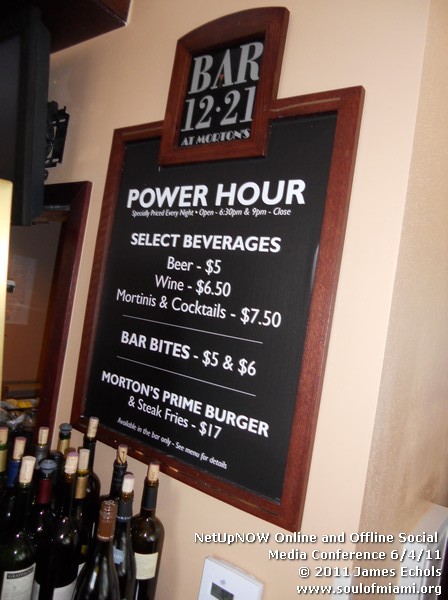 BAR
12•21
AT MORTON'S
POWER HOUR
Specially Priced Every Night • Open - 6:30pm & 9pm - Close
SELECT BEVERAGES
Beer - $5
Wine - $6.50
Mortinis & Cocktails - $7.50
BAR BITES - $5 & $6
MORTON'S PRIME BURGER
& Steak Fries - $17
Available in the bar only - See menu for details
NetUpNOW Online and Offline Social
Media Conference 6/4/11
© 2011 James Echols
www.soulofmiami.org